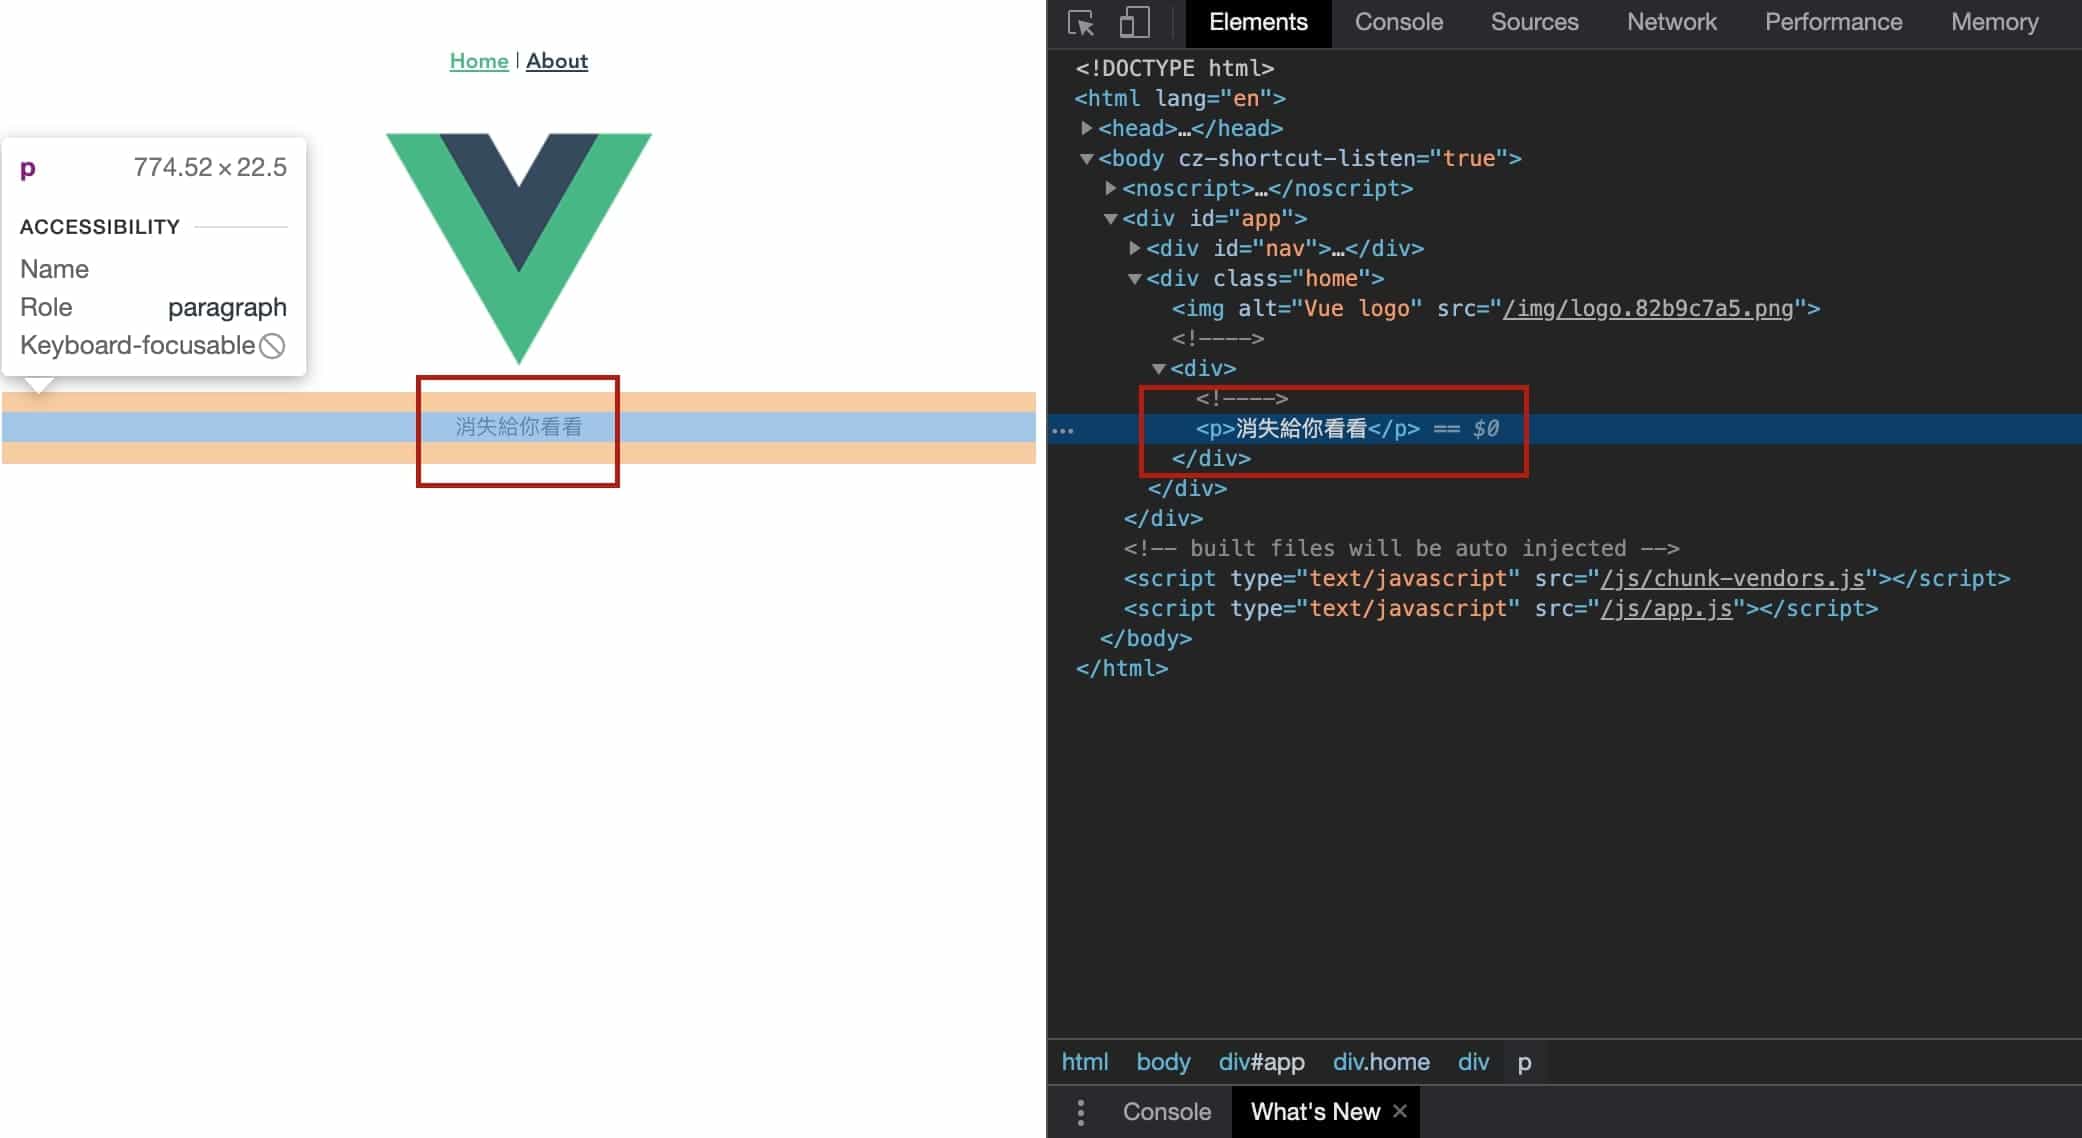 Home | About
p 774.52 × 22.5
ACCESSIBILITY
Name
Role paragraph
Keyboard-focusable
消失給你看看
Elements Console Sources Network Performance Memory
<!DOCTYPE html>
<html lang="en">
<head>…</head>
<body cz-shortcut-listen="true">
<noscript>…</noscript>
<div id="app">
<div id="nav">…</div>
<div class="home">
<img alt="Vue logo" src="/img/logo.82b9c7a5.png">
<!---->
<div>
<!---->
<p>消失給你看看</p> == $0
</div>
</div>
</div>
<!-- built files will be auto injected -->
<script type="text/javascript" src="/js/chunk-vendors.js"></script>
<script type="text/javascript" src="/js/app.js"></script>
</body>
</html>
html body div#app div.home div p
Console What's New ×